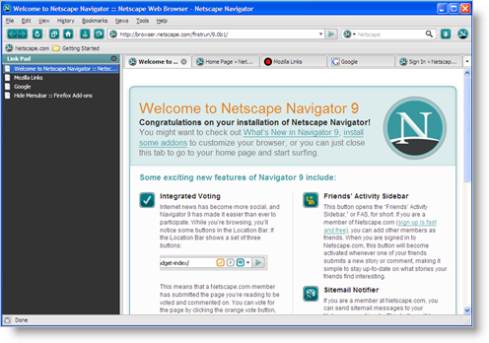 Welcome to Netscape Navigator :: Netscape Web Browser - Netscape Navigator
File Edit View History Bookmarks News Tools Help
http://browser.netscape.com/firstrun/9.0b1/
Netscape
Netscape.com Getting Started
Link Pad
Welcome to Netscape Navigator :: Netsc...
Mozilla Links
Google
Hide Menubar :: Firefox Add-ons
Welcome to ...
Home Page » Net...
Mozilla Links
Google
Sign In » Netscap...
Welcome to Netscape Navigator 9
Congratulations on your installation of Netscape Navigator!
You might want to check out What's New in Navigator 9, install
some addons to customize your browser, or you can just close
this tab to go to your home page and start surfing.
N
Some exciting new features of Navigator 9 include:
Integrated Voting
Internet news has become more social, and
Navigator 9 has made it easier than ever to
participate. While you're browsing, you'll
notice some buttons in the Location Bar. If
the Location Bar shows a set of three
buttons:
idget-index/
This means that a Netscape.com member
has submitted the page you're reading to be
voted and commented on. You can vote for
the page by clicking the orange vote button,
Friends' Activity Sidebar
This button opens the "Friends' Activity
Sidebar," or FAS, for short. If you are a
member of Netscape.com (sign up is fast
and free), you can add other members as
friends. When you are signed in to
Netscape.com, this button will become
activated whenever one of your friends
submits a new story or comment, making it
simple to stay up-to-date on what stories your
friends find interesting.
Sitemail Notifier
If you are a member at Netscape.com, you
can send sitemail messages to your
Done